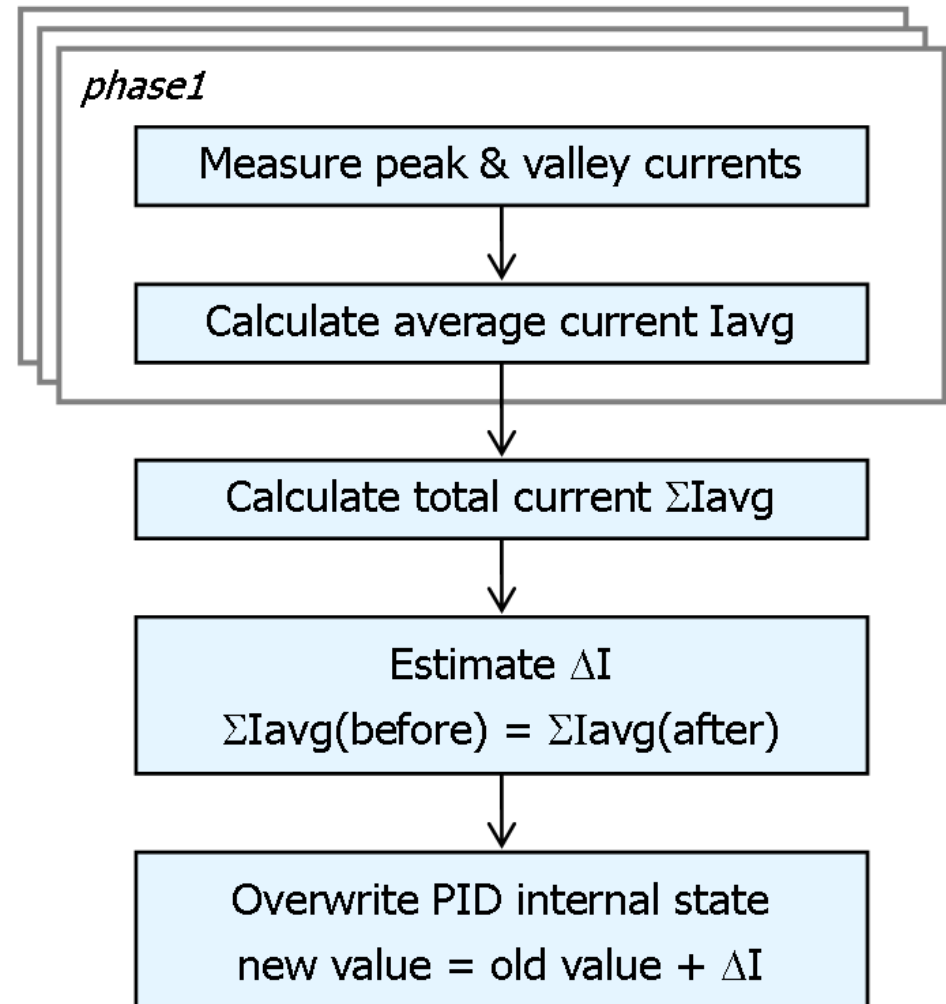 phase1
Measure peak & valley currents
Calculate average current Iavg
Calculate total current ΣIavg
Estimate ΔI
ΣIavg(before) = ΣIavg(after)
Overwrite PID internal state
new value = old value + ΔI